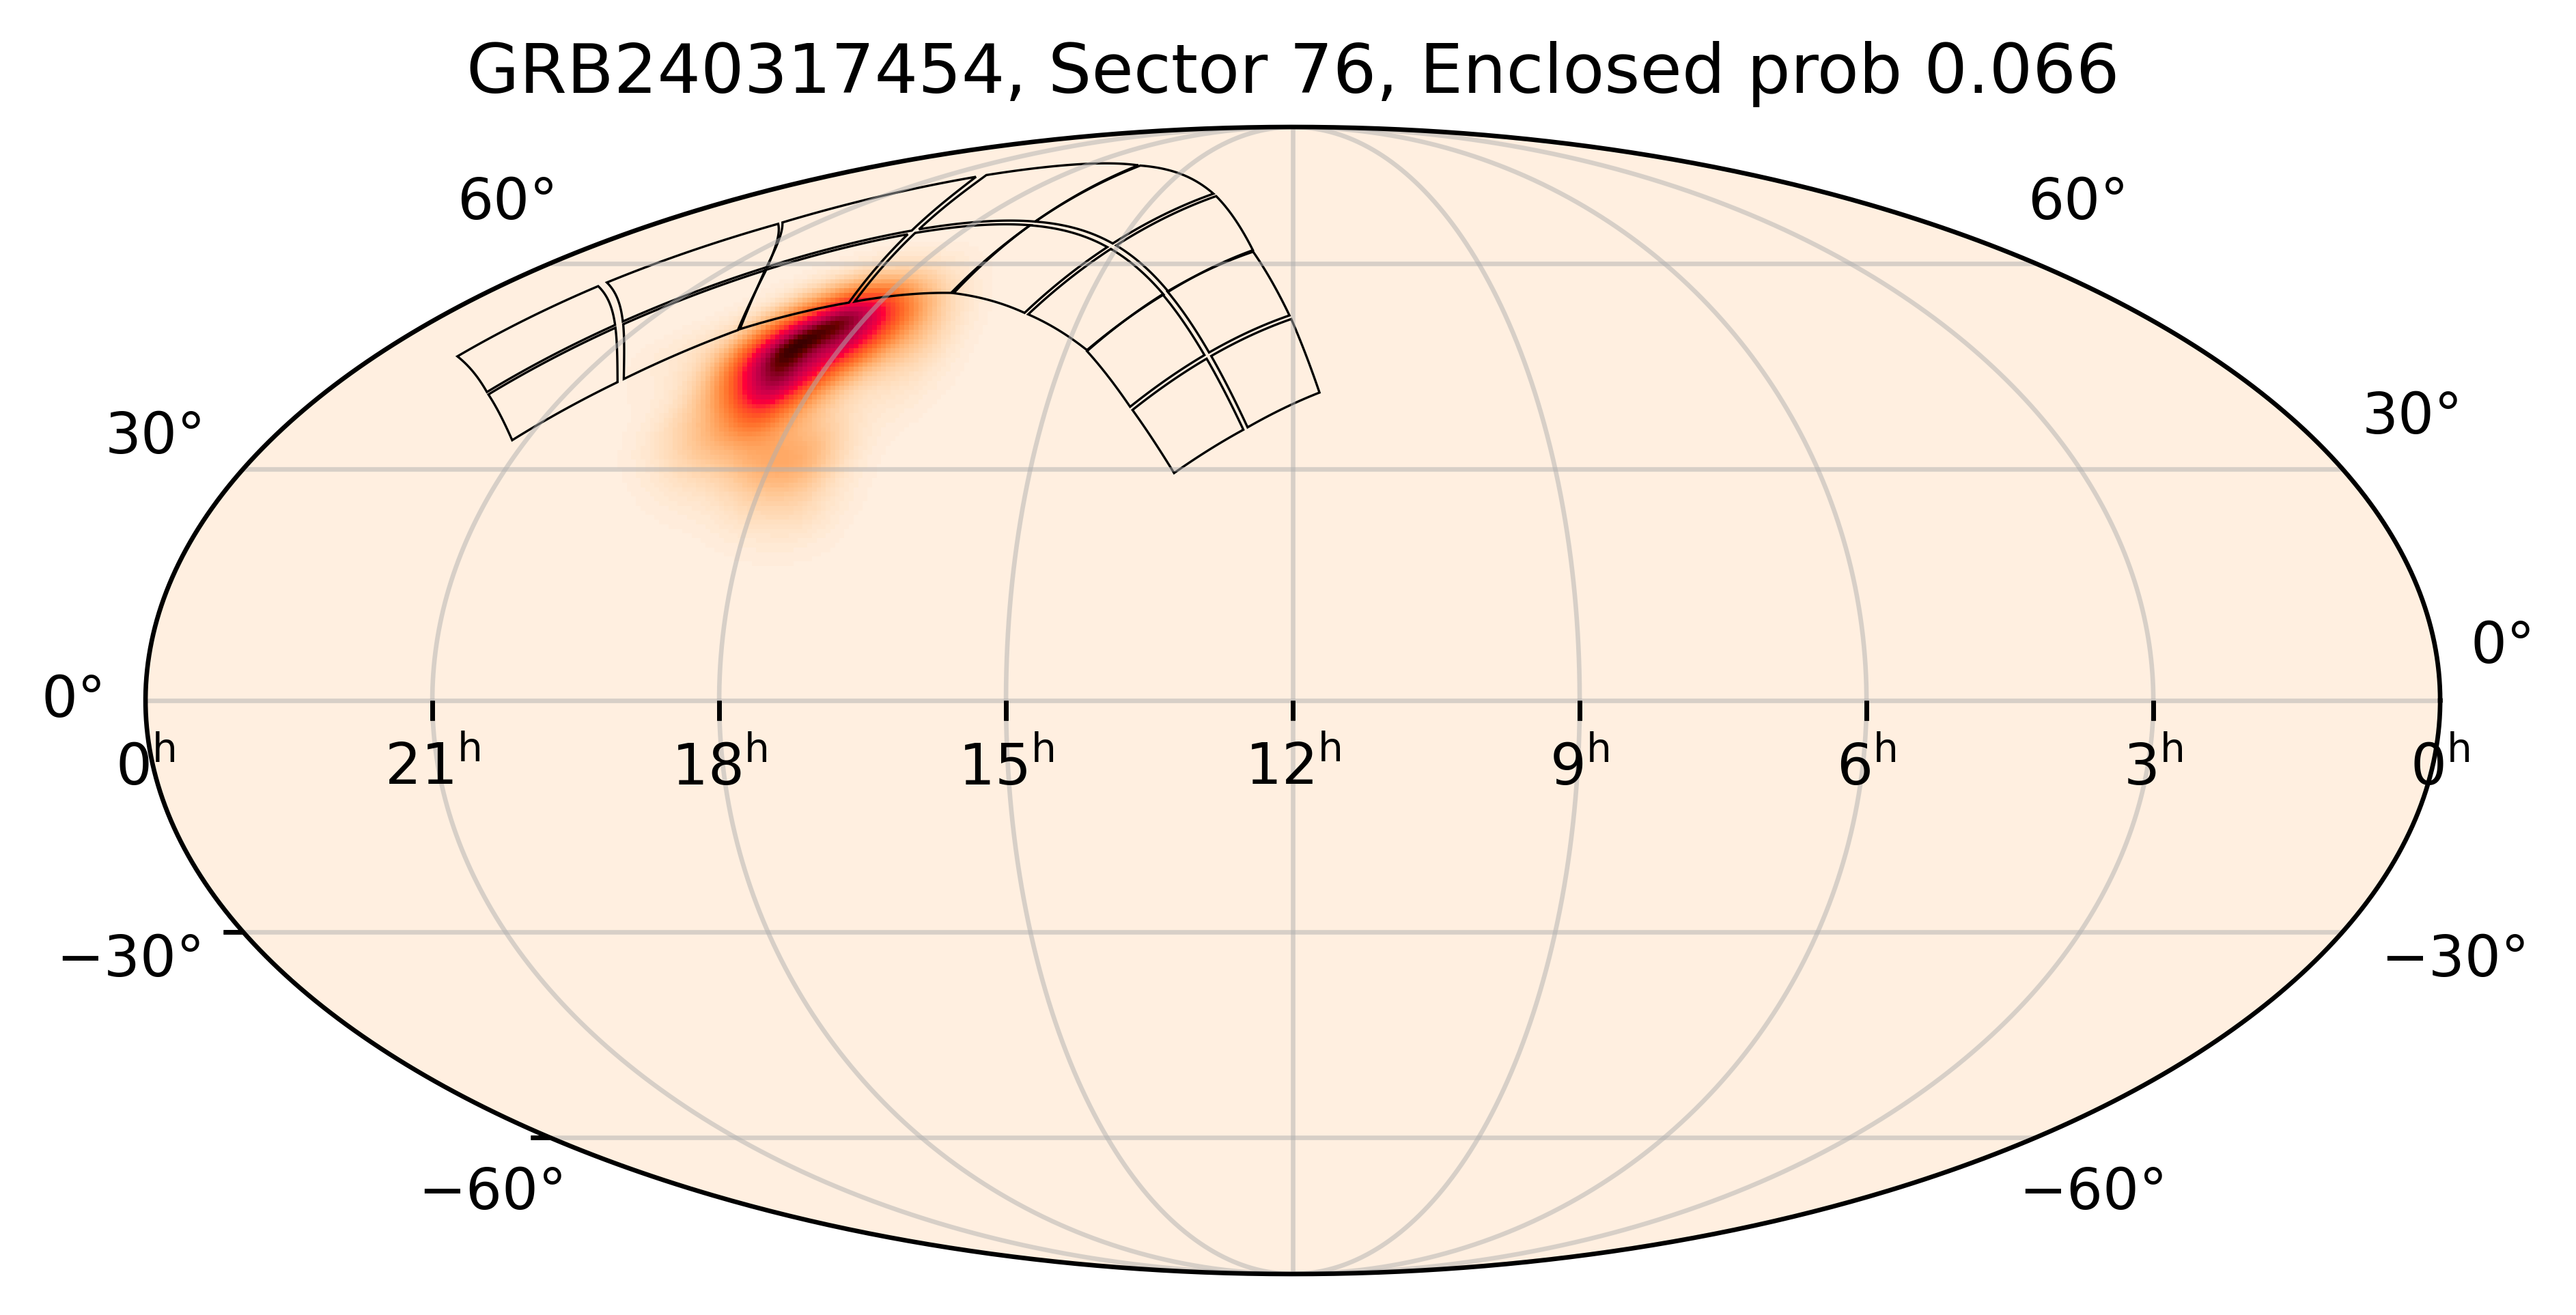 GRB240317454, Sector 76, Enclosed prob 0.066
60° 60°
30° 30°
0° 0°
0h 21h 18h 15h 12h 9h 6h 3h 0h
−30° −30°
−60° −60°